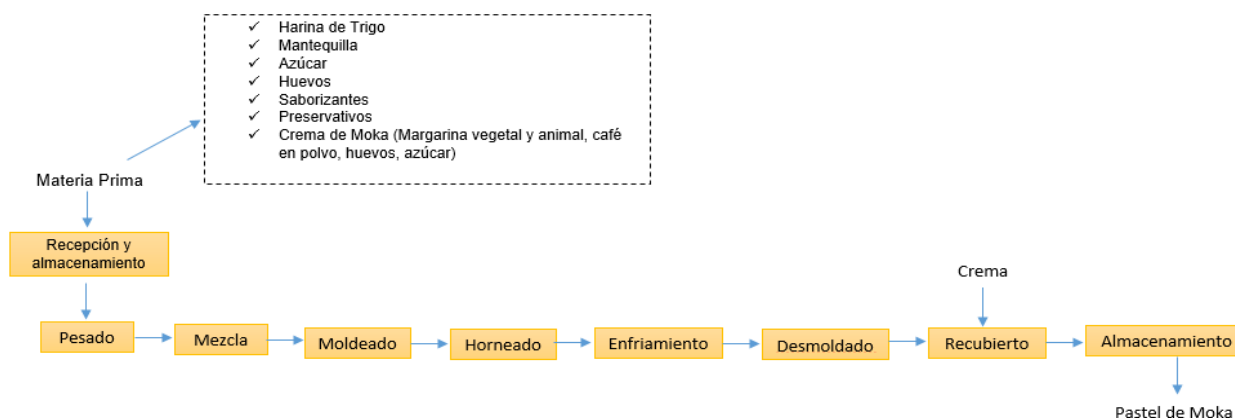 ✓ Harina de Trigo
✓ Mantequilla
✓ Azúcar
✓ Huevos
✓ Saborizantes
✓ Preservativos
✓ Crema de Moka (Margarina vegetal y animal, café
en polvo, huevos, azúcar)
Materia Prima
Recepción y
almacenamiento
Crema
Pesado
Mezcla
Moldeado
Horneado
Enfriamiento
Desmoldado
Recubierto
Almacenamiento
Pastel de Moka